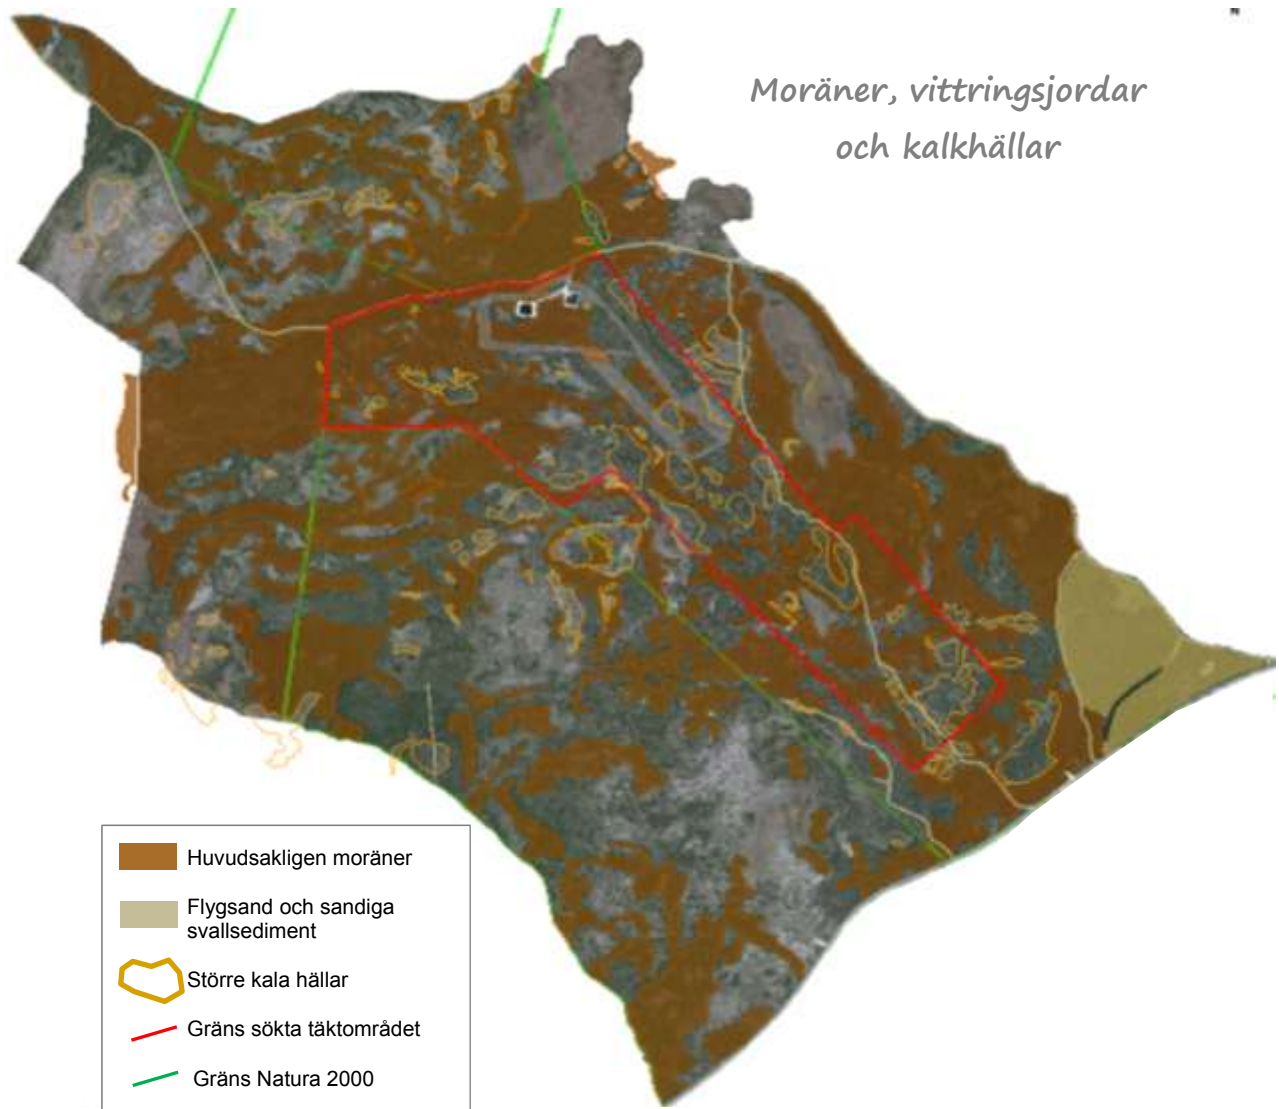 N
Moräner, vittringsjordar
och kalkhällar
Huvudsakligen moräner
Flygsand och sandiga
svallsediment
Större kala hällar
Gräns sökta täktområdet
Gräns Natura 2000